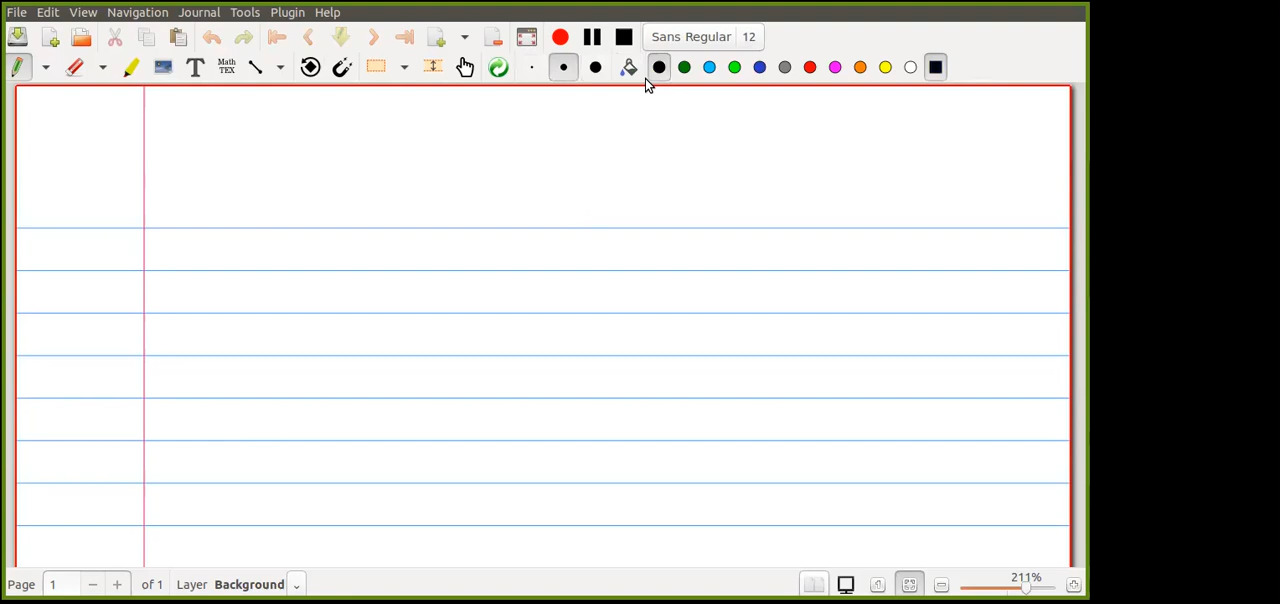 File Edit View Navigation Journal Tools Plugin Help
Sans Regular 12
Math TEX
Page 1 of 1 Layer Background 211%